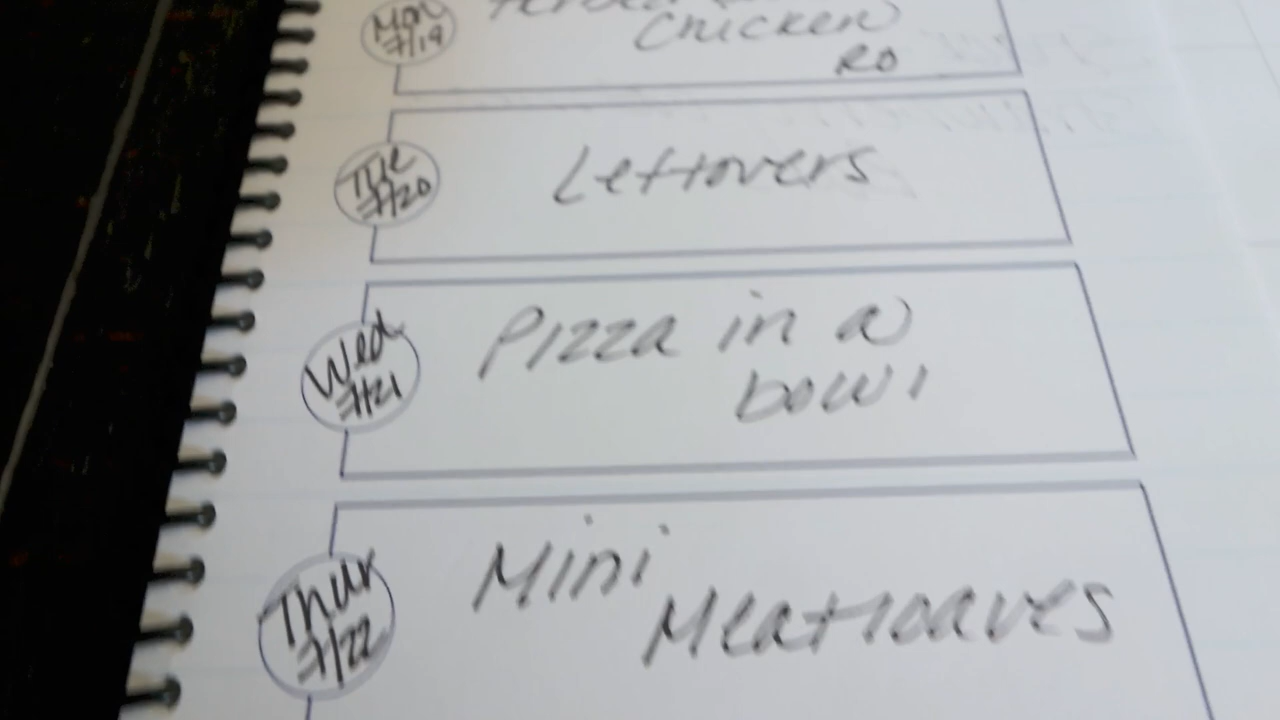 Mon
7/19
Chicken
RO
Tue
7/20
Leftovers
Wed
7/21
Pizza in a
bowl
Thur
7/22
Mini
Meatloaves